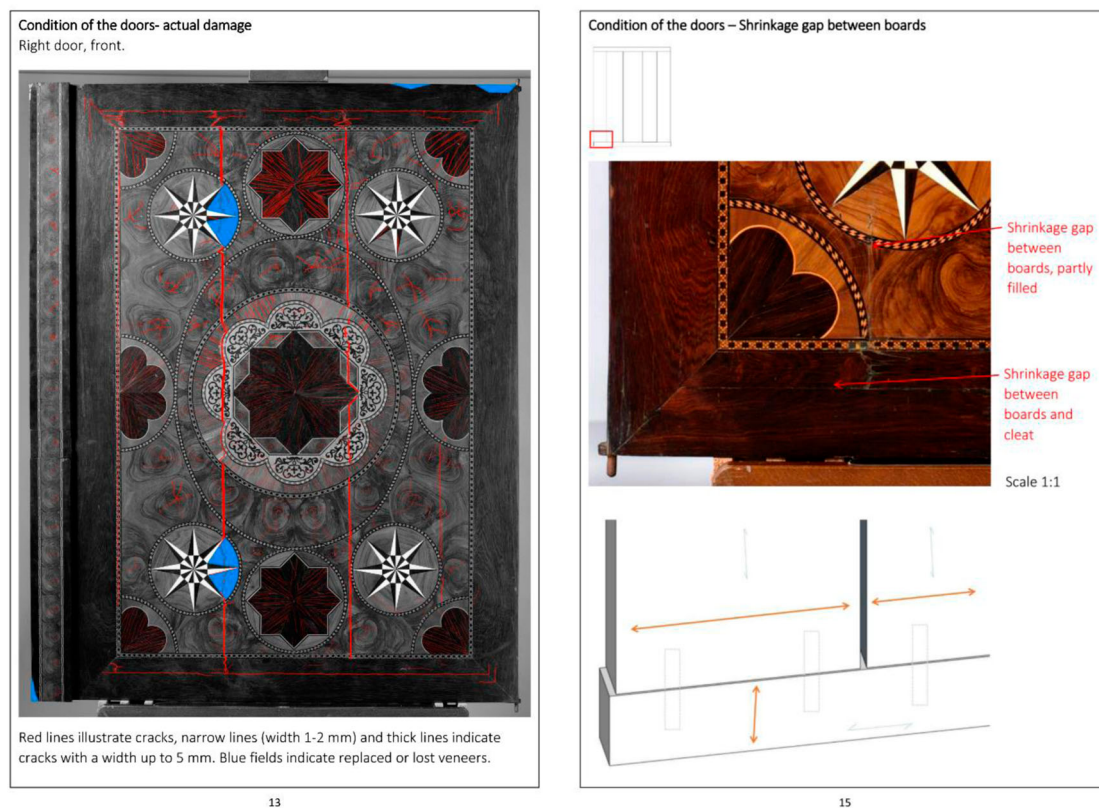 Condition of the doors- actual damage
Right door, front.
Red lines illustrate cracks, narrow lines (width 1-2 mm) and thick lines indicate
cracks with a width up to 5 mm. Blue fields indicate replaced or lost veneers.
13
Condition of the doors – Shrinkage gap between boards
Shrinkage gap
between
boards, partly
filled
Shrinkage gap
between
boards and
cleat
Scale 1:1
15